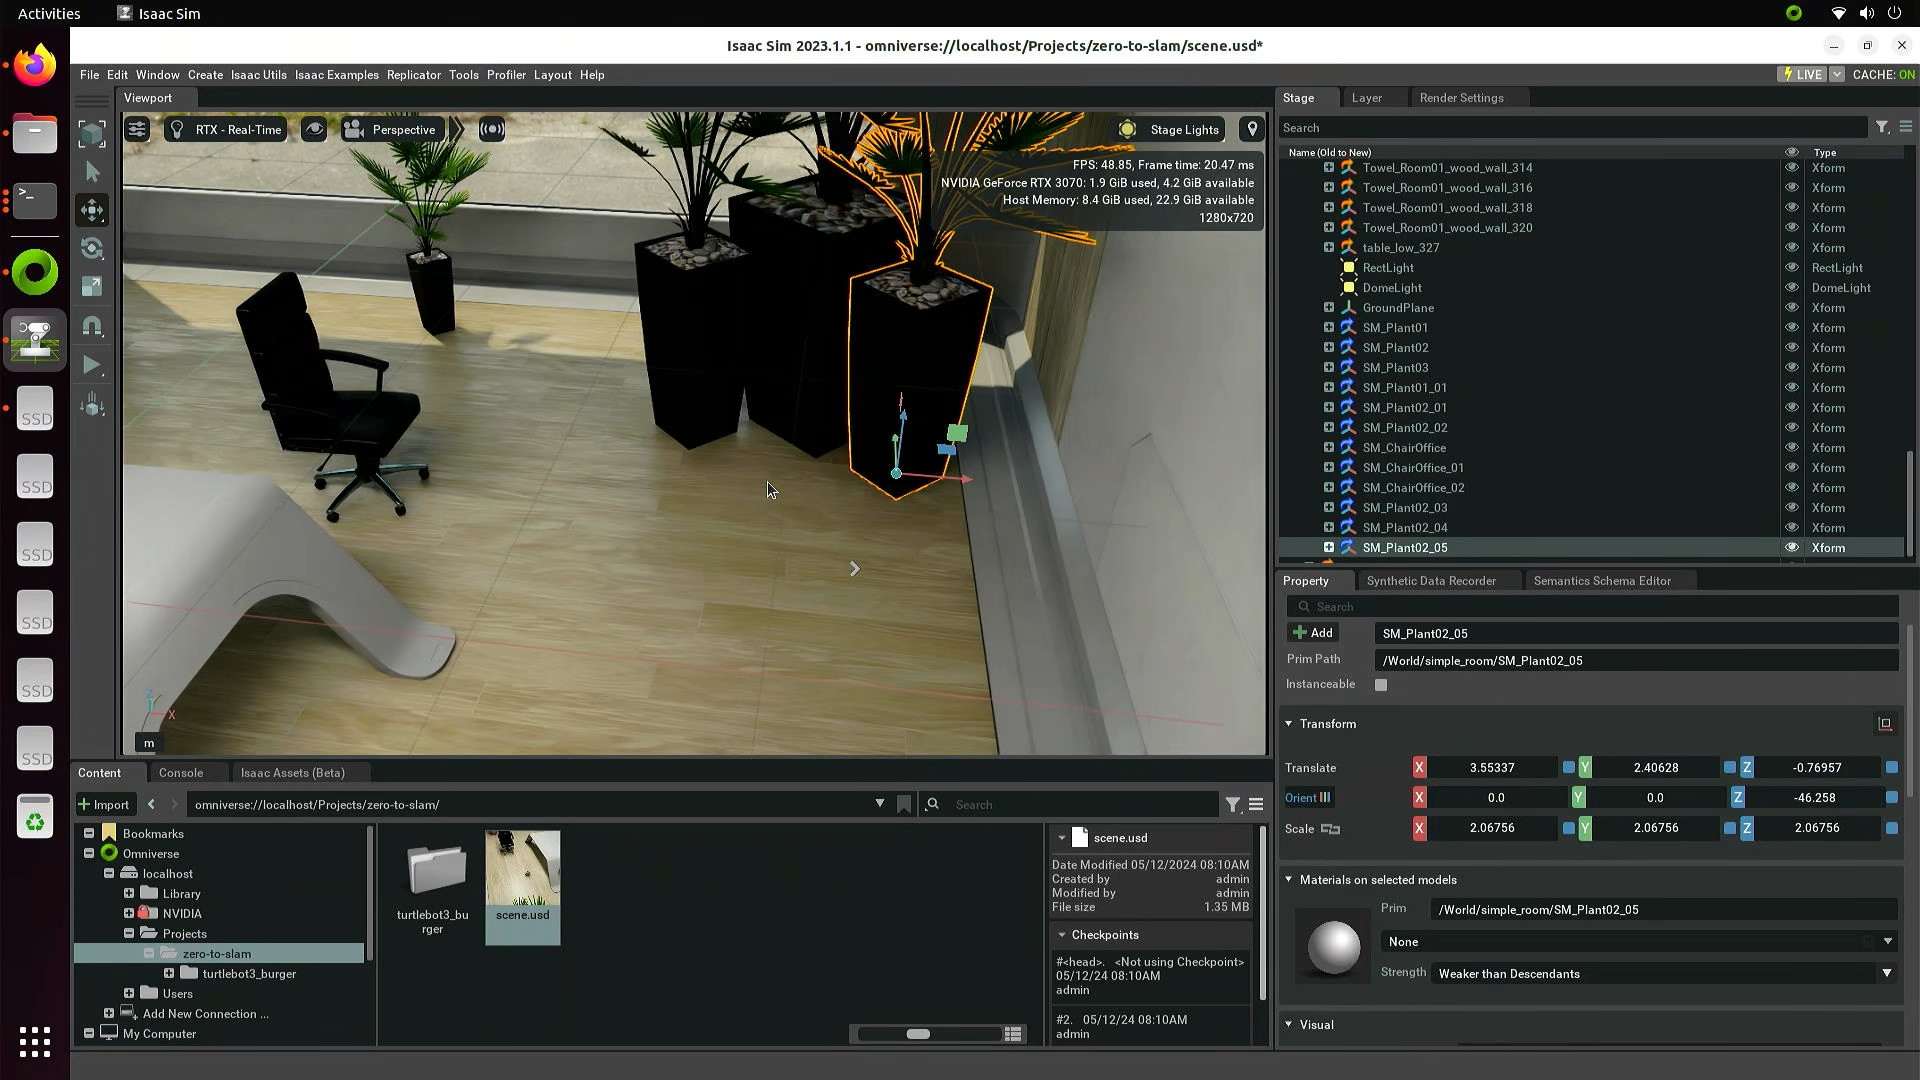 Activities
Isaac Sim
Isaac Sim 2023.1.1 - omniverse://localhost/Projects/zero-to-slam/scene.usd*
File Edit Window Create Isaac Utils Isaac Examples Replicator Tools Profiler Layout Help
LIVE
CACHE: ON
Viewport
RTX - Real-Time
Perspective
Stage Lights
FPS: 48.85, Frame time: 20.47 ms
NVIDIA GeForce RTX 3070: 1.9 GiB used, 4.2 GiB available
Host Memory: 8.4 GiB used, 22.9 GiB available
1280x720
Z
X
m
SSD
SSD
SSD
SSD
SSD
SSD
Stage Layer Render Settings
Search
Name (Old to New) Type
Towel_Room01_wood_wall_314 Xform
Towel_Room01_wood_wall_316 Xform
Towel_Room01_wood_wall_318 Xform
Towel_Room01_wood_wall_320 Xform
table_low_327 Xform
RectLight RectLight
DomeLight DomeLight
GroundPlane Xform
SM_Plant01 Xform
SM_Plant02 Xform
SM_Plant03 Xform
SM_Plant01_01 Xform
SM_Plant02_01 Xform
SM_Plant02_02 Xform
SM_ChairOffice Xform
SM_ChairOffice_01 Xform
SM_ChairOffice_02 Xform
SM_Plant02_03 Xform
SM_Plant02_04 Xform
SM_Plant02_05 Xform
Property Synthetic Data Recorder Semantics Schema Editor
Search
Add SM_Plant02_05
Prim Path /World/simple_room/SM_Plant02_05
Instanceable
Transform
Translate X 3.55337 Y 2.40628 Z -0.76957
Orient X 0.0 Y 0.0 Z -46.258
Scale X 2.06756 Y 2.06756 Z 2.06756
Materials on selected models
Prim /World/simple_room/SM_Plant02_05
None
Strength Weaker than Descendants
Visual
Content Console Isaac Assets (Beta)
Import omniverse://localhost/Projects/zero-to-slam/ Search
Bookmarks
Omniverse
localhost
Library
NVIDIA
Projects
zero-to-slam
turtlebot3_burger
Users
Add New Connection ...
My Computer
turtlebot3_bu
rger
scene.usd
scene.usd
Date Modified 05/12/2024 08:10AM
Created by admin
Modified by admin
File size 1.35 MB
Checkpoints
#<head>. <Not using Checkpoint>
05/12/24 08:10AM
admin
#2. 05/12/24 08:10AM
admin